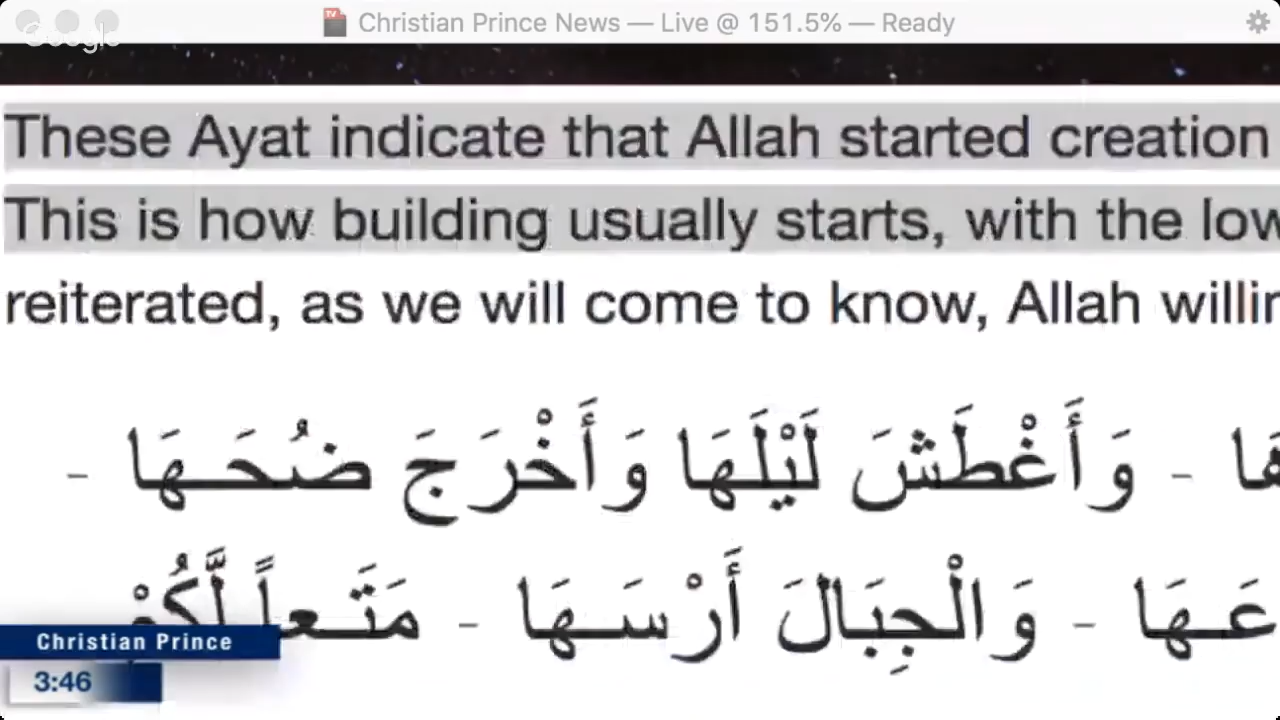 Christian Prince News — Live @ 151.5% — Ready
Google
These Ayat indicate that Allah started creation
This is how building usually starts, with the
reiterated, as we will come to know, Allah
- وَأَغْطَشَ لَيْلَهَا وَأَخْرَجَ ضُحَـهَا -
عَـهَا - وَالْجِبَالَ أَرْسَـهَا - مَتَـعاً لَّكُمْ
Christian Prince
3:46